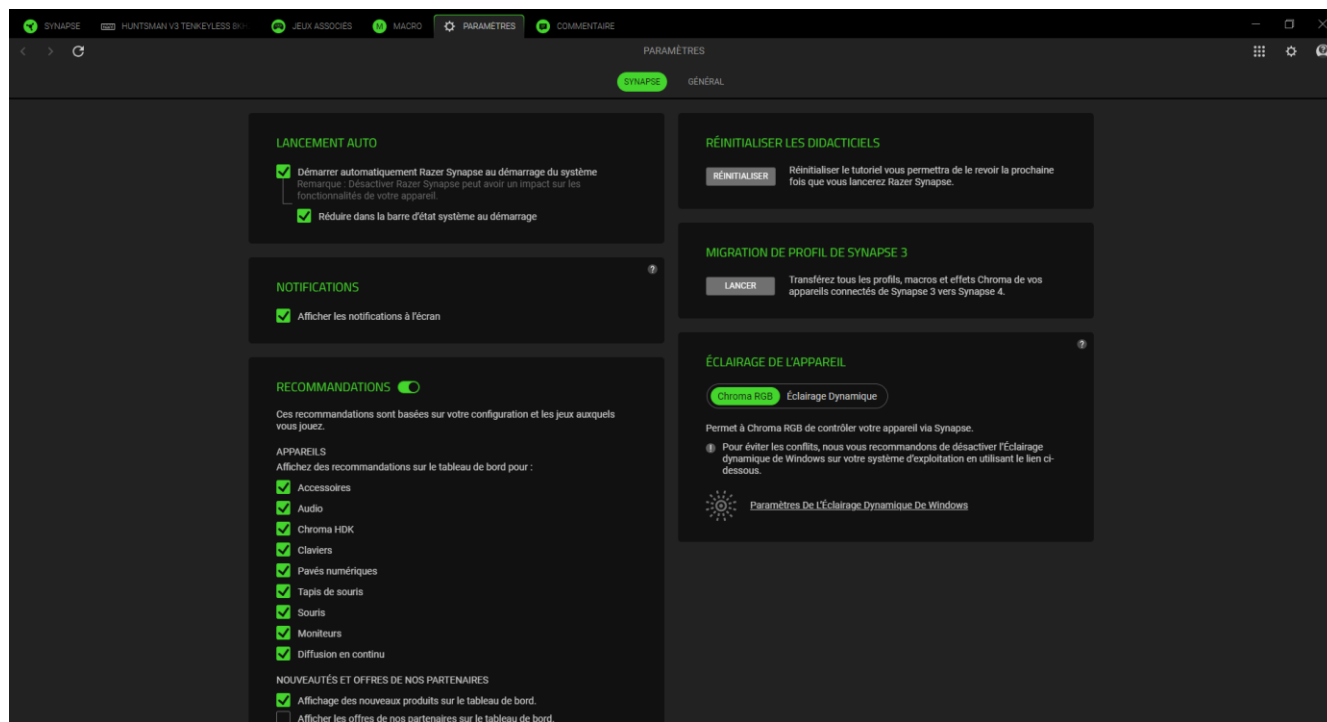 SYNAPSE
HUNTSMAN V3 TENKEYLESS 8KH
JEUX ASSOCIÉS
MACRO
PARAMÈTRES
COMMENTAIRE
PARAMÈTRES
SYNAPSE
GÉNÉRAL
LANCEMENT AUTO
Démarrer automatiquement Razer Synapse au démarrage du système
Remarque : Désactiver Razer Synapse peut avoir un impact sur les
fonctionnalités de votre appareil.
Réduire dans la barre d'état système au démarrage
NOTIFICATIONS
Afficher les notifications à l'écran
RECOMMANDATIONS
Ces recommandations sont basées sur votre configuration et les jeux auxquels
vous jouez.
APPAREILS
Affichez des recommandations sur le tableau de bord pour :
Accessoires
Audio
Chroma HDK
Claviers
Pavés numériques
Tapis de souris
Souris
Moniteurs
Diffusion en continu
NOUVEAUTÉS ET OFFRES DE NOS PARTENAIRES
Affichage des nouveaux produits sur le tableau de bord.
Afficher les offres de nos partenaires sur le tableau de bord.
RÉINITIALISER LES DIDACTICIELS
RÉINITIALISER
Réinitialiser le tutoriel vous permettra de le revoir la prochaine
fois que vous lancerez Razer Synapse.
MIGRATION DE PROFIL DE SYNAPSE 3
LANCER
Transférez tous les profils, macros et effets Chroma de vos
appareils connectés de Synapse 3 vers Synapse 4.
ÉCLAIRAGE DE L'APPAREIL
Chroma RGB
Éclairage Dynamique
Permet à Chroma RGB de contrôler votre appareil via Synapse.
Pour éviter les conflits, nous vous recommandons de désactiver l'Éclairage
dynamique de Windows sur votre système d'exploitation en utilisant le lien ci-
dessous.
Paramètres De L'Éclairage Dynamique De Windows